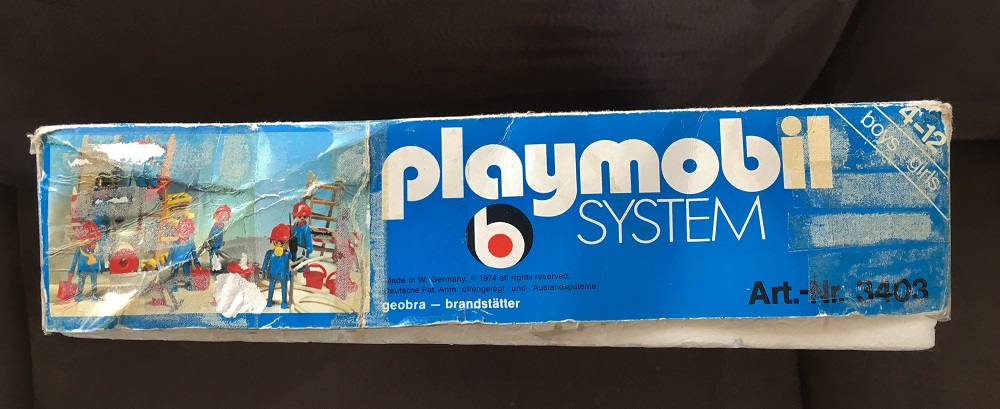 playmobil
SYSTEM
b
4-12
boys girls
Made in W. Germany. © 1974 all rights reserved.
Deutsche Pat. Anm. offengelegt und Auslandspatente.
geobra — brandstätter
Art.-Nr. 3403